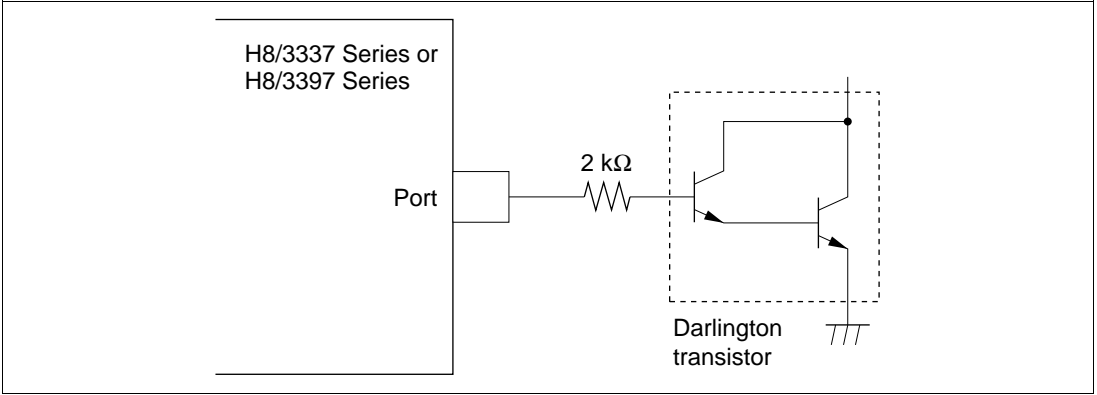 H8/3337 Series or
H8/3397 Series
2 kΩ
Port
Darlington
transistor